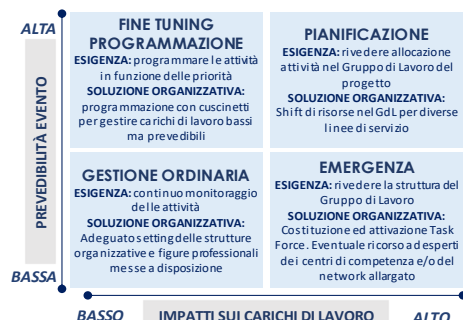 ALTA
PREVEDIBILITÀ EVENTO
BASSA
FINE TUNING
PROGRAMMAZIONE
ESIGENZA: programmare le attività
in funzione delle priorità
SOLUZIONE ORGANIZZATIVA:
programmazione con cuscinetti
per gestire carichi di lavoro bassi
ma prevedibili
PIANIFICAZIONE
ESIGENZA: rivedere allocazione
attività nel Gruppo di Lavoro del
progetto
SOLUZIONE ORGANIZZATIVA:
Shift di risorse nel GdL per diverse
linee di servizio
GESTIONE ORDINARIA
ESIGENZA: continuo monitoraggio
delle attività
SOLUZIONE ORGANIZZATIVA:
Adeguato setting delle strutture
organizzative e figure professionali
messe a disposizione
EMERGENZA
ESIGENZA: rivedere la struttura del
Gruppo di Lavoro
SOLUZIONE ORGANIZZATIVA:
Costituzione ed attivazione Task
Force. Eventuale ricorso ad esperti
dei centri di competenza e/o del
network allargato
BASSO
IMPATTI SUI CARICHI DI LAVORO
ALTO